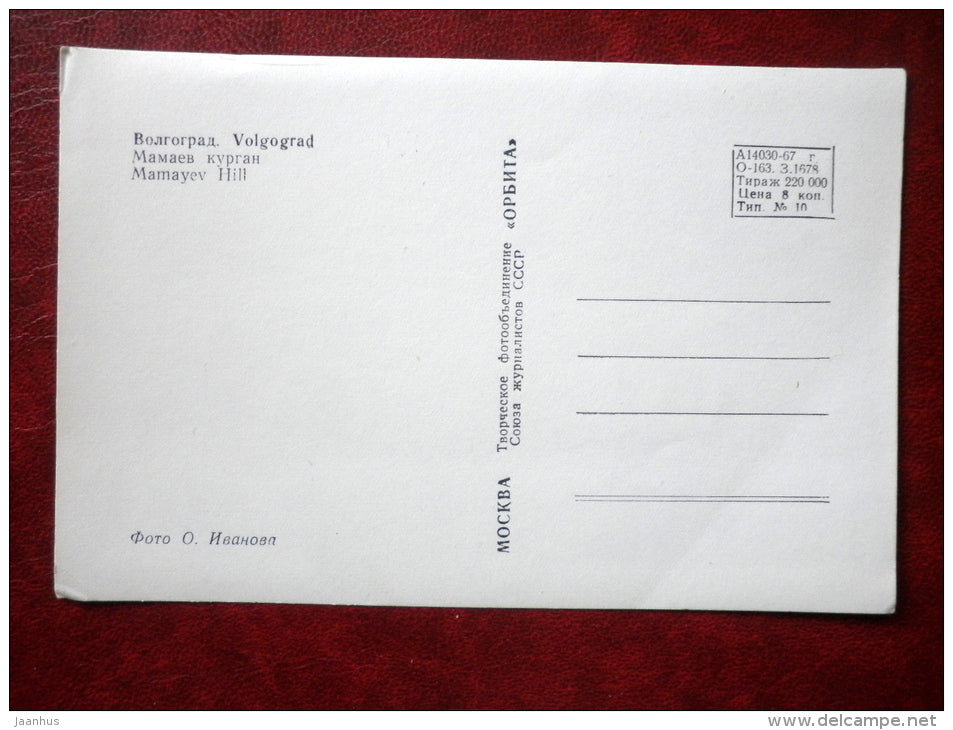 Волгоград. Volgograd
Мамаев курган
Mamayev Hill
Фото О. Иванова
МОСКВА Творческое фотообъединение «ОРБИТА»
Союза журналистов СССР
А14030-67 г
О-163. З.1678
Тираж 220 000
Цена 8 коп.
Тип. № 10
jaanhus
www.delcampe.net